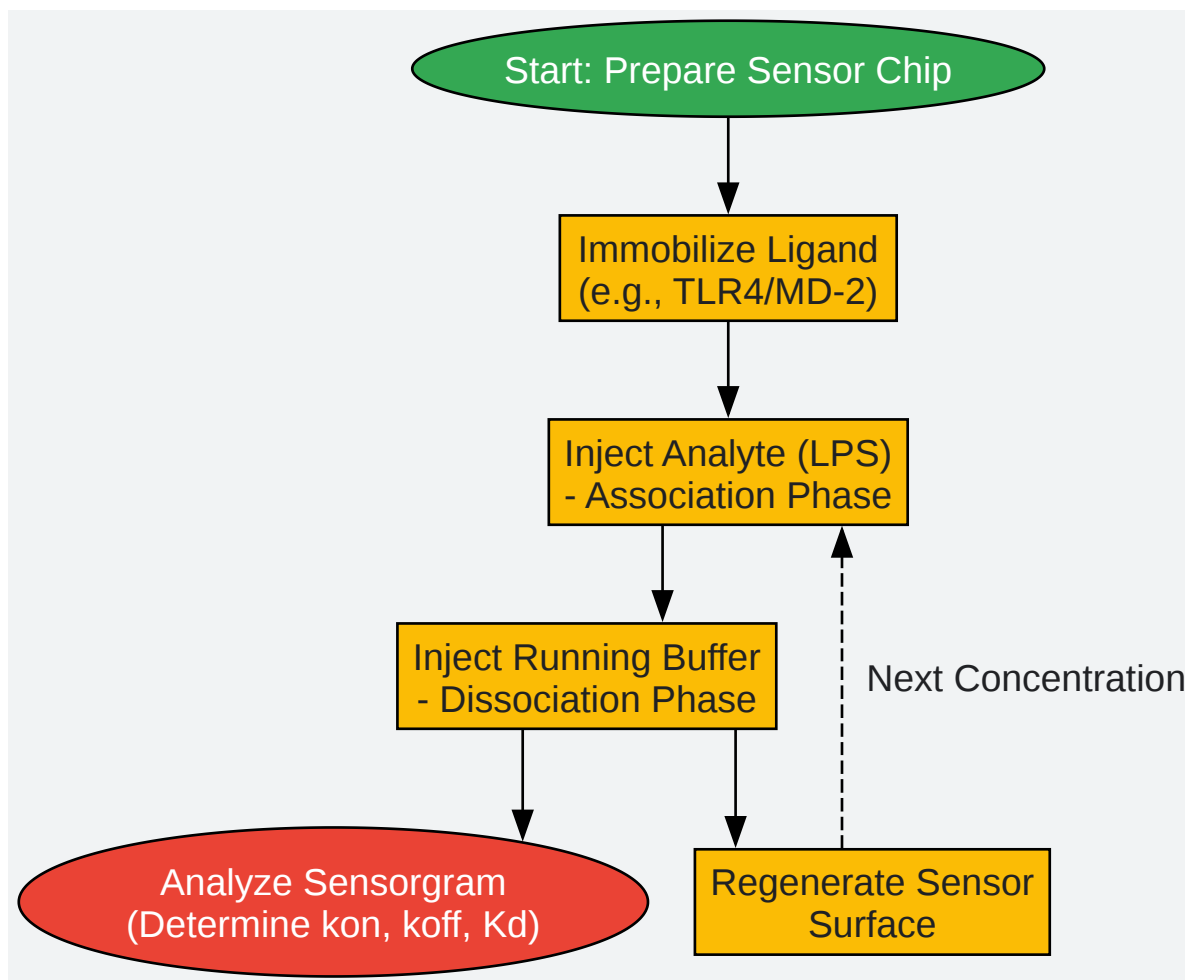 Start: Prepare Sensor Chip
Immobilize Ligand
(e.g., TLR4/MD-2)
Inject Analyte (LPS)
- Association Phase
Inject Running Buffer
- Dissociation Phase
Next Concentration
Analyze Sensorgram
(Determine kon, koff, Kd)
Regenerate Sensor
Surface